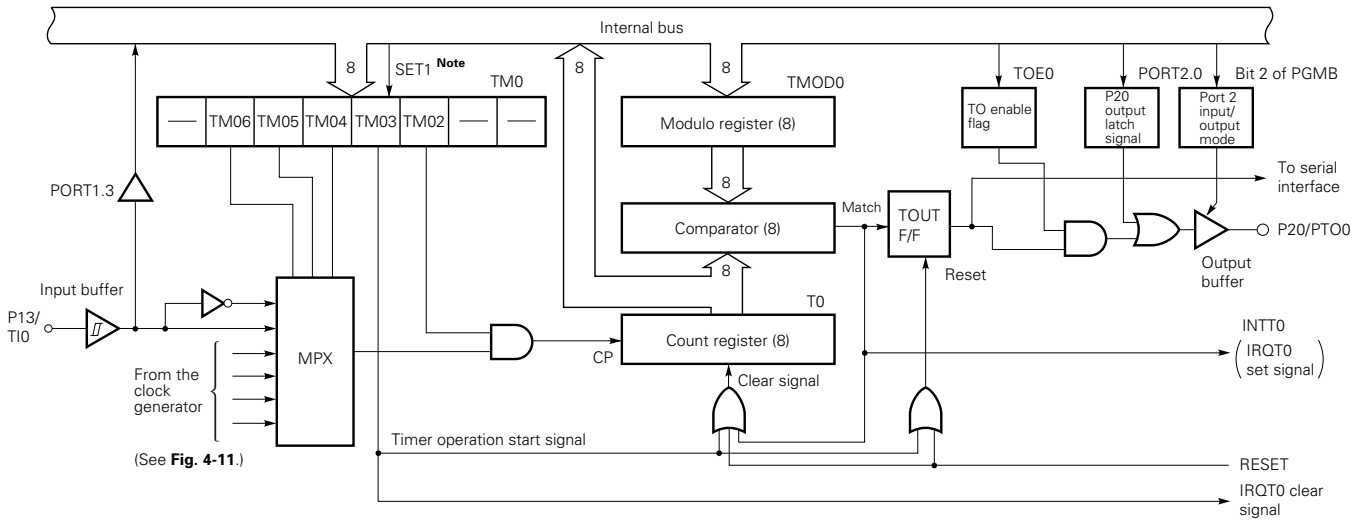 Internal bus
8
SET1 Note
TM0
8
8
TMOD0
TOE0
PORT2.0
Bit 2 of PGMB
TM06
TM05
TM04
TM03
TM02
Modulo register (8)
TO enable
flag
P20
output
latch
signal
Port 2
input/
output
mode
PORT1.3
8
To serial
interface
Match
Comparator (8)
TOUT
F/F
P20/PTO0
8
Reset
Output
buffer
Input buffer
P13/
TI0
T0
MPX
CP
Count register (8)
INTT0
(IRQT0
set signal)
From the
clock
generator
Clear signal
(See Fig. 4-11.)
Timer operation start signal
RESET
IRQT0 clear
signal